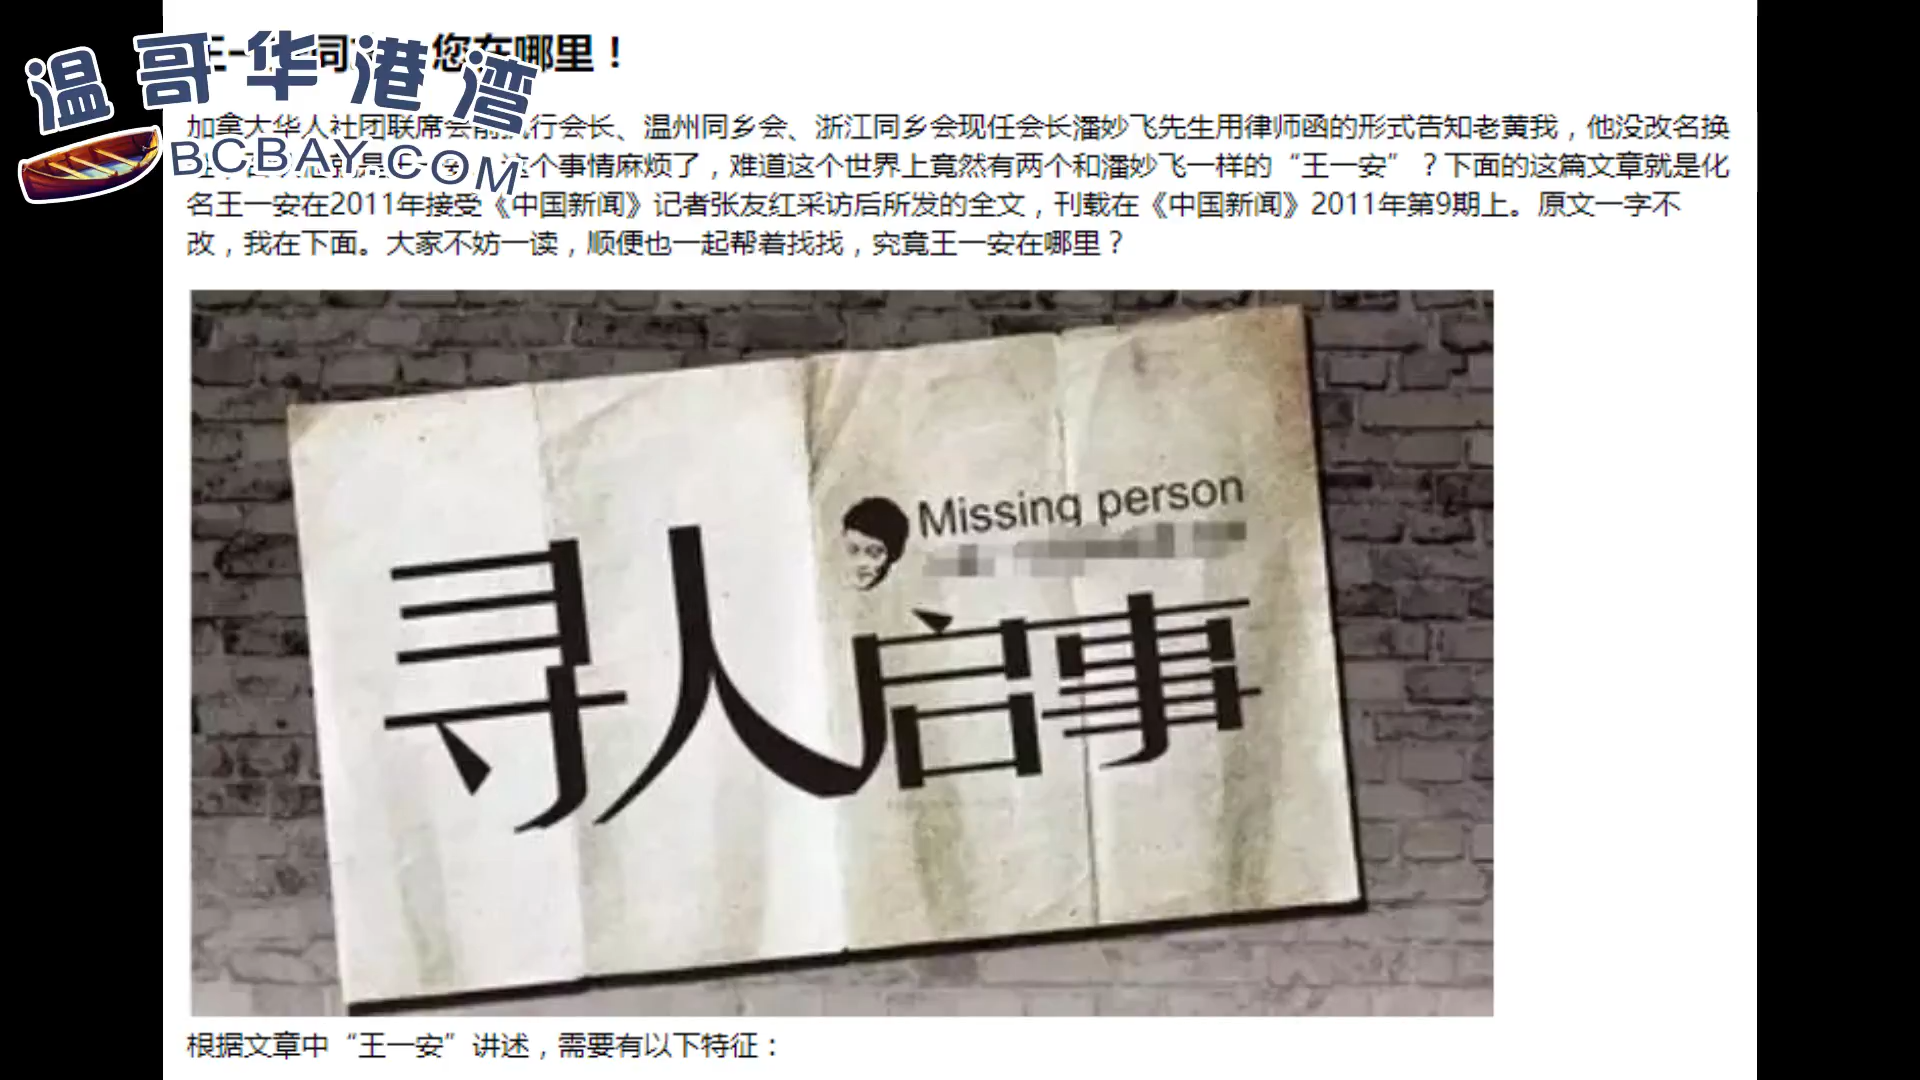 温哥华港湾
BCBAY.COM
您在哪里！
加拿大华人社团联席会前执行会长、温州同乡会、浙江同乡会现任会长潘妙飞先生用律师函的形式告知老黄我，他没改名换
这个事情麻烦了，难道这个世界上竟然有两个和潘妙飞一样的“王一安”？下面的这篇文章就是化
名王一安在2011年接受《中国新闻》记者张友红采访后所发的全文，刊载在《中国新闻》2011年第9期上。原文一字不
改，我在下面。大家不妨一读，顺便也一起帮着找找，究竟王一安在哪里？
Missing person
寻人启事
根据文章中“王一安”讲述，需要有以下特征：